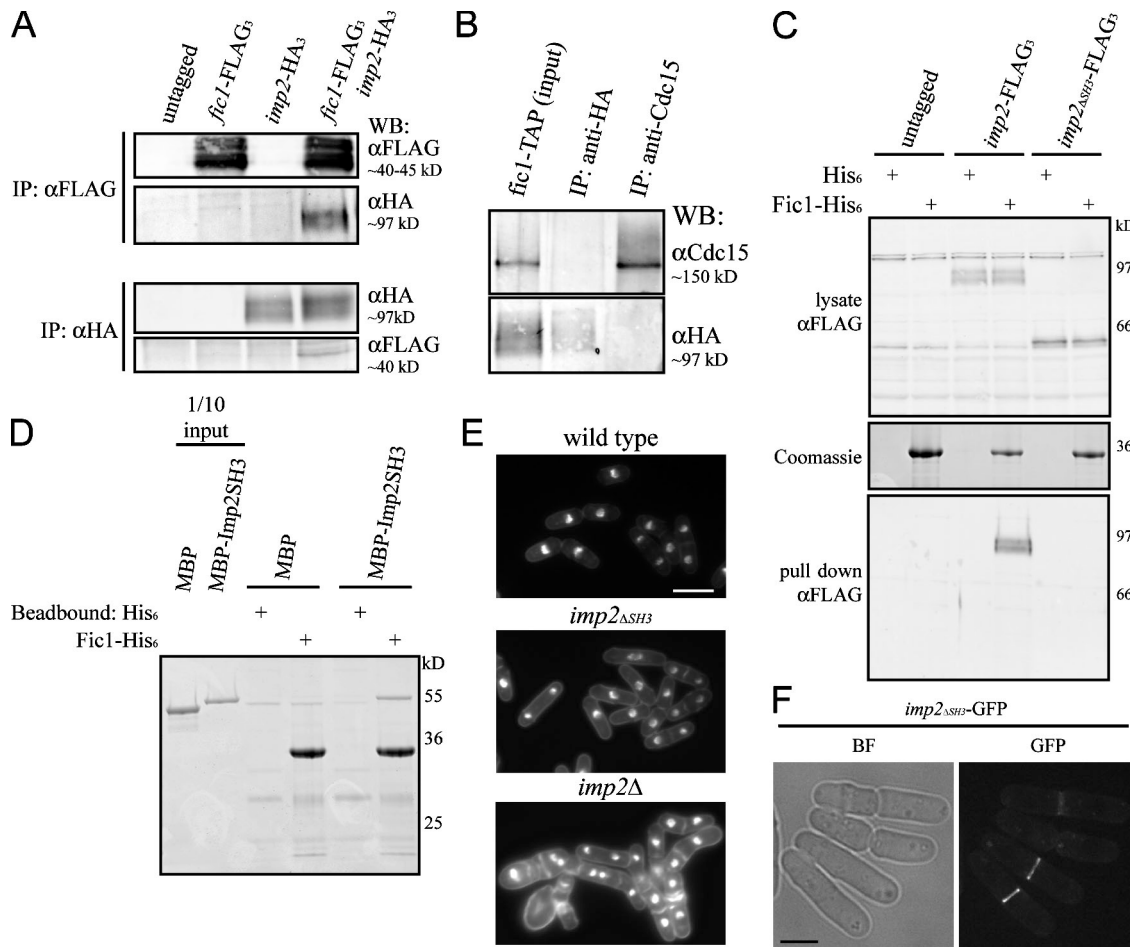 A
untagged
fic1-FLAG₃
imp2-HA₃
fic1-FLAG₃
imp2-HA₃
WB:
IP: αFLAG
αFLAG
~40-45 kD
αHA
~97 kD
IP: αHA
αHA
~97kD
αFLAG
~40 kD
B
fic1-TAP (input)
IP: anti-HA
IP: anti-Cdc15
WB:
αCdc15
~150 kD
αHA
~97 kD
C
untagged
imp2-FLAG₃
imp2ΔSH3-FLAG₃
His₆ + + +
Fic1-His₆ + + +
kD
97
lysate
αFLAG
66
Coomassie
36
97
pull down
αFLAG
66
D
1/10
input
MBP
MBP-Imp2SH3
MBP
MBP-Imp2SH3
Beadbound: His₆ + +
Fic1-His₆ + +
kD
55
36
25
E
wild type
imp2ΔSH3
imp2Δ
F
imp2ΔSH3-GFP
BF GFP